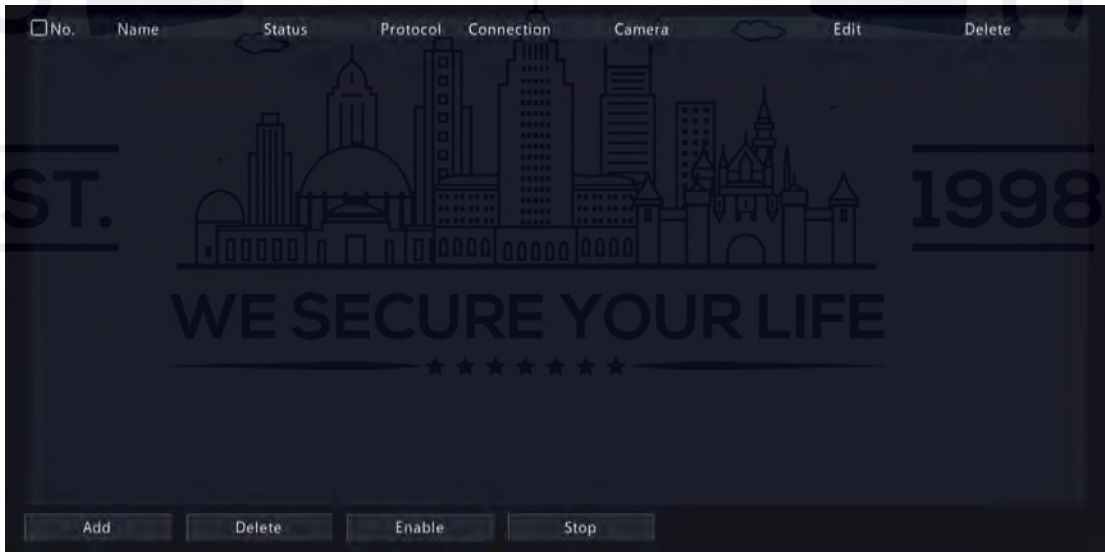 No. Name Status Protocol Connection Camera Edit Delete
ST. 1998
WE SECURE YOUR LIFE
Add Delete Enable Stop